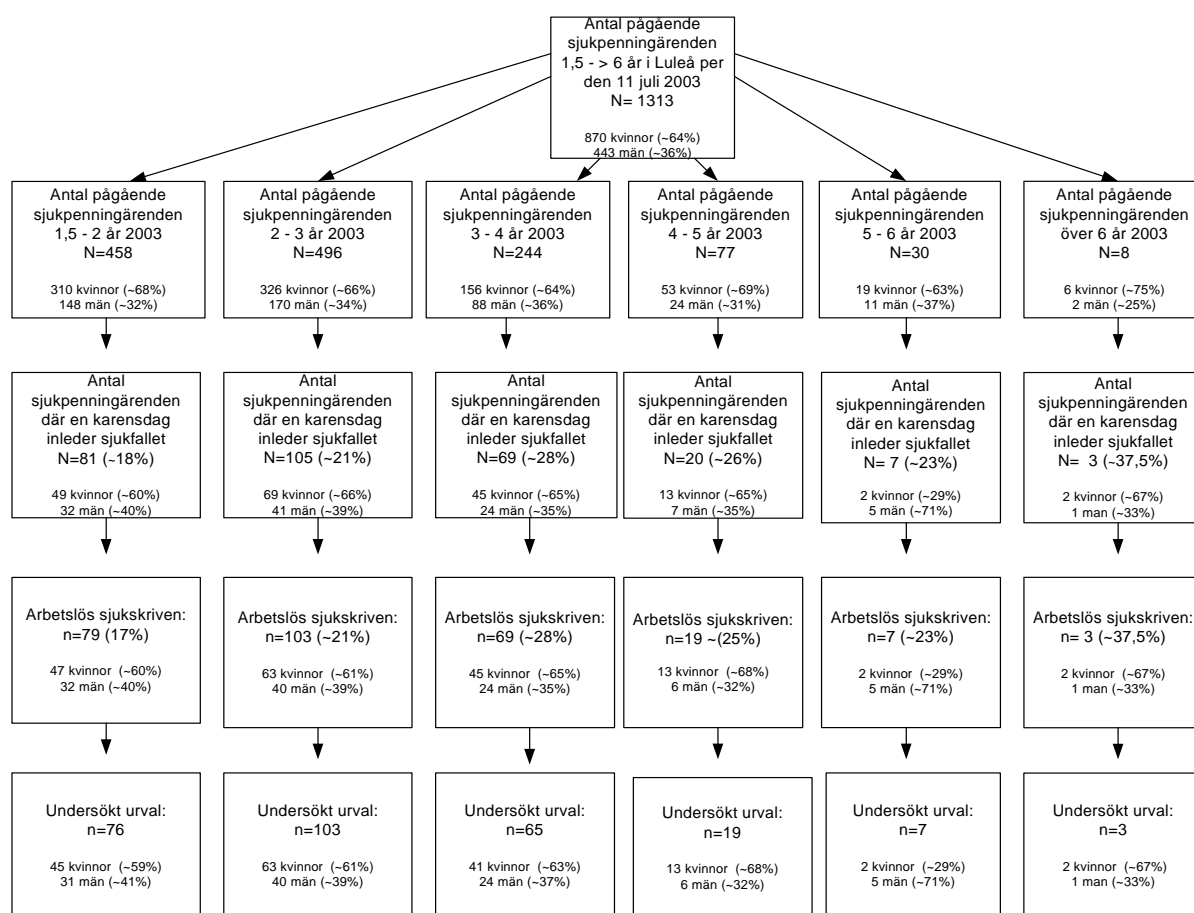 Antal pågående
sjukpenningärenden
1,5 - > 6 år i Luleå per
den 11 juli 2003
N= 1313
870 kvinnor (~64%)
443 män (~36%)
Antal pågående
sjukpenningärenden
1,5 - 2 år 2003
N=458
310 kvinnor (~68%)
148 män (~32%)
Antal pågående
sjukpenningärenden
2 - 3 år 2003
N=496
326 kvinnor (~66%)
170 män (~34%)
Antal pågående
sjukpenningärenden
3 - 4 år 2003
N=244
156 kvinnor (~64%)
88 män (~36%)
Antal pågående
sjukpenningärenden
4 - 5 år 2003
N=77
53 kvinnor (~69%)
24 män (~31%)
Antal pågående
sjukpenningärenden
5 - 6 år 2003
N=30
19 kvinnor (~63%)
11 män (~37%)
Antal pågående
sjukpenningärenden
över 6 år 2003
N=8
6 kvinnor (~75%)
2 män (~25%)
Antal
sjukpenningärenden
där en karensdag
inleder sjukfallet
N=81 (~18%)
49 kvinnor (~60%)
32 män (~40%)
Antal
sjukpenningärenden
där en karensdag
inleder sjukfallet
N=105 (~21%)
69 kvinnor (~66%)
41 män (~39%)
Antal
sjukpenningärenden
där en karensdag
inleder sjukfallet
N=69 (~28%)
45 kvinnor (~65%)
24 män (~35%)
Antal
sjukpenningärenden
där en karensdag
inleder sjukfallet
N=20 (~26%)
13 kvinnor (~65%)
7 män (~35%)
Antal
sjukpenningärenden
där en karensdag
inleder sjukfallet
N= 7 (~23%)
2 kvinnor (~29%)
5 män (~71%)
Antal
sjukpenningärenden
där en karensdag
inleder sjukfallet
N= 3 (~37,5%)
2 kvinnor (~67%)
1 man (~33%)
Arbetslös sjukskriven:
n=79 (17%)
47 kvinnor (~60%)
32 män (~40%)
Arbetslös sjukskriven:
n=103 (~21%)
63 kvinnor (~61%)
40 män (~39%)
Arbetslös sjukskriven:
n=69 (~28%)
45 kvinnor (~65%)
24 män (~35%)
Arbetslös sjukskriven:
n=19 ~(25%)
13 kvinnor (~68%)
6 män (~32%)
Arbetslös sjukskriven:
n=7 (~23%)
2 kvinnor (~29%)
5 män (~71%)
Arbetslös sjukskriven:
n= 3 (~37,5%)
2 kvinnor (~67%)
1 man (~33%)
Undersökt urval:
n=76
45 kvinnor (~59%)
31 män (~41%)
Undersökt urval:
n=103
63 kvinnor (~61%)
40 män (~39%)
Undersökt urval:
n=65
41 kvinnor (~63%)
24 män (~37%)
Undersökt urval:
n=19
13 kvinnor (~68%)
6 män (~32%)
Undersökt urval:
n=7
2 kvinnor (~29%)
5 män (~71%)
Undersökt urval:
n=3
2 kvinnor (~67%)
1 man (~33%)